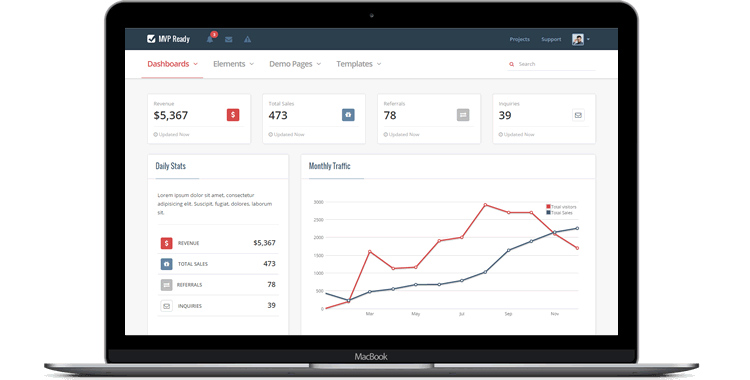 MVP Ready
2
Projects
Support
Dashboards
Elements
Demo Pages
Templates
Search
Revenue
$5,367
Updated Now
Total Sales
473
Updated Now
Referrals
78
Updated Now
Inquiries
39
Updated Now
Daily Stats
Lorem ipsum dolor sit amet, consectetur
adipiscing elit. Suscipit. fugiat, dolores, laborum
sit.
$ REVENUE $5,367
TOTAL SALES 473
REFERRALS 78
INQUIRIES 39
Monthly Traffic
Total visitors
Total Sales
3000
2500
2000
1500
1000
500
0
Mar May Jul Sep Nov
MacBook